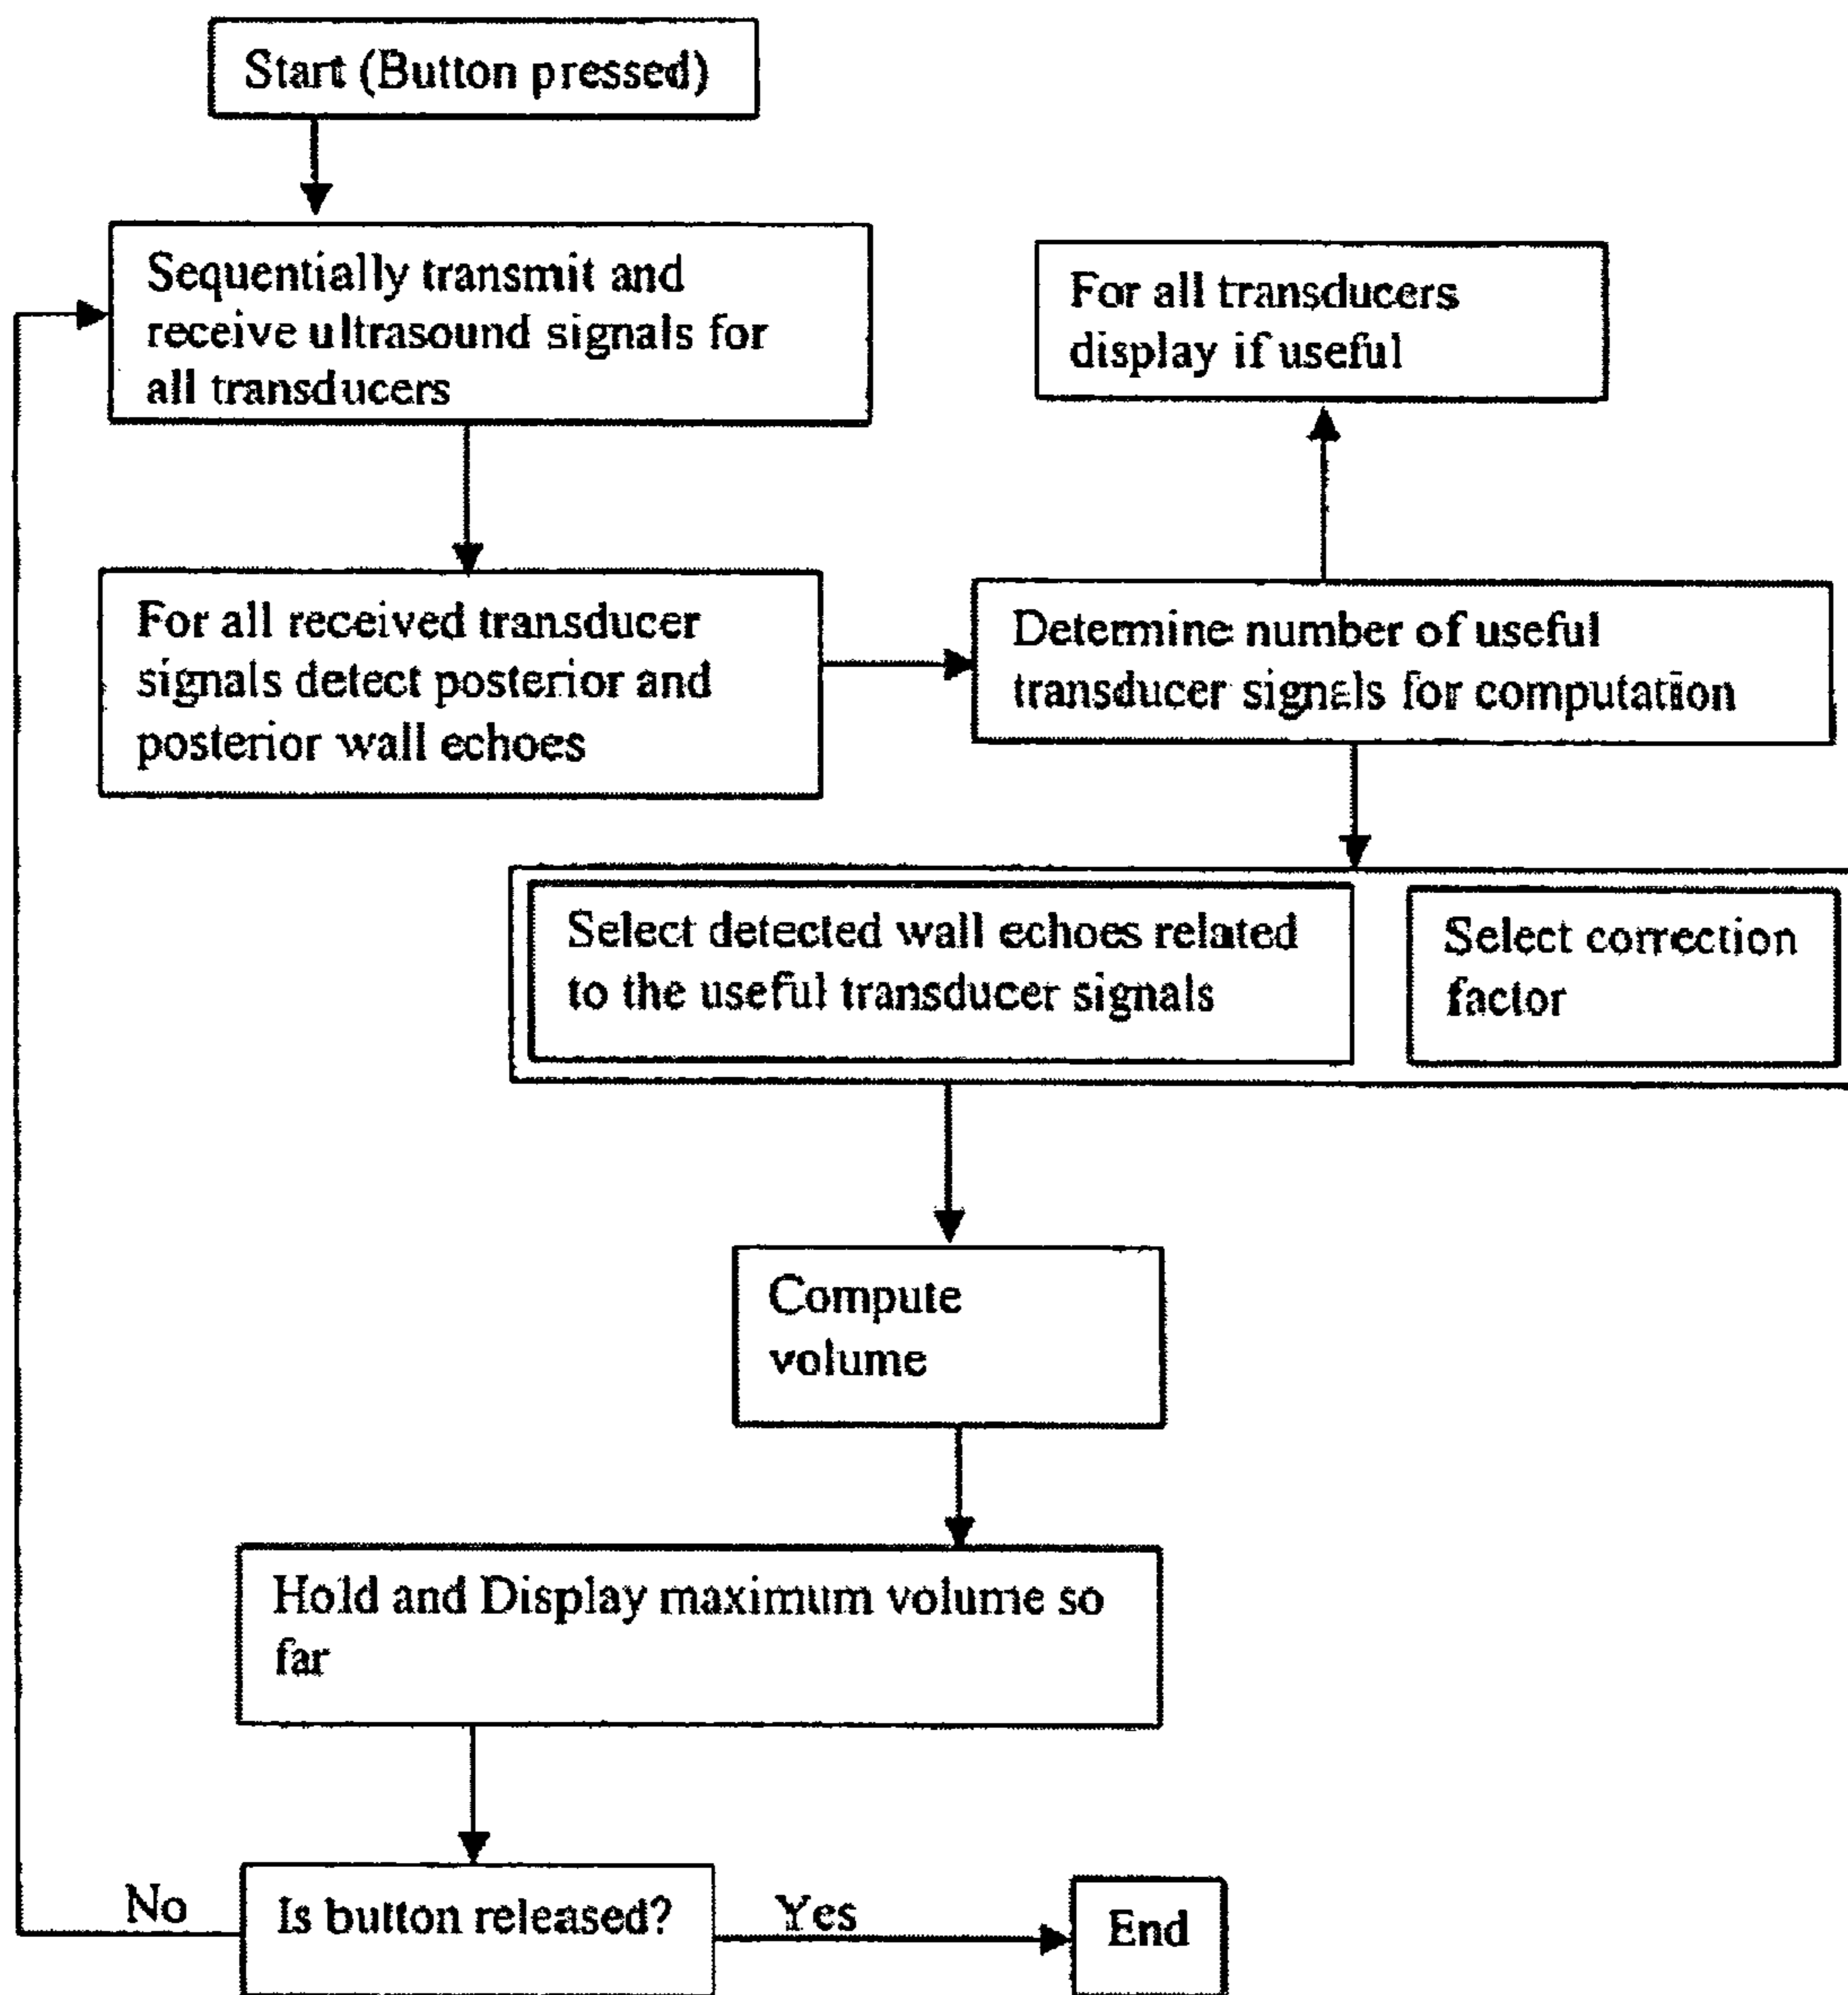 Start (Button pressed)
Sequentially transmit and
receive ultrasound signals for
all transducers
For all transducers
display if useful
For all received transducer
signals detect posterior and
posterior wall echoes
Determine number of useful
transducer signals for computation
Select detected wall echoes related
to the useful transducer signals
Select correction
factor
Compute
volume
Hold and Display maximum volume so
far
No
Is button released?
Yes
End